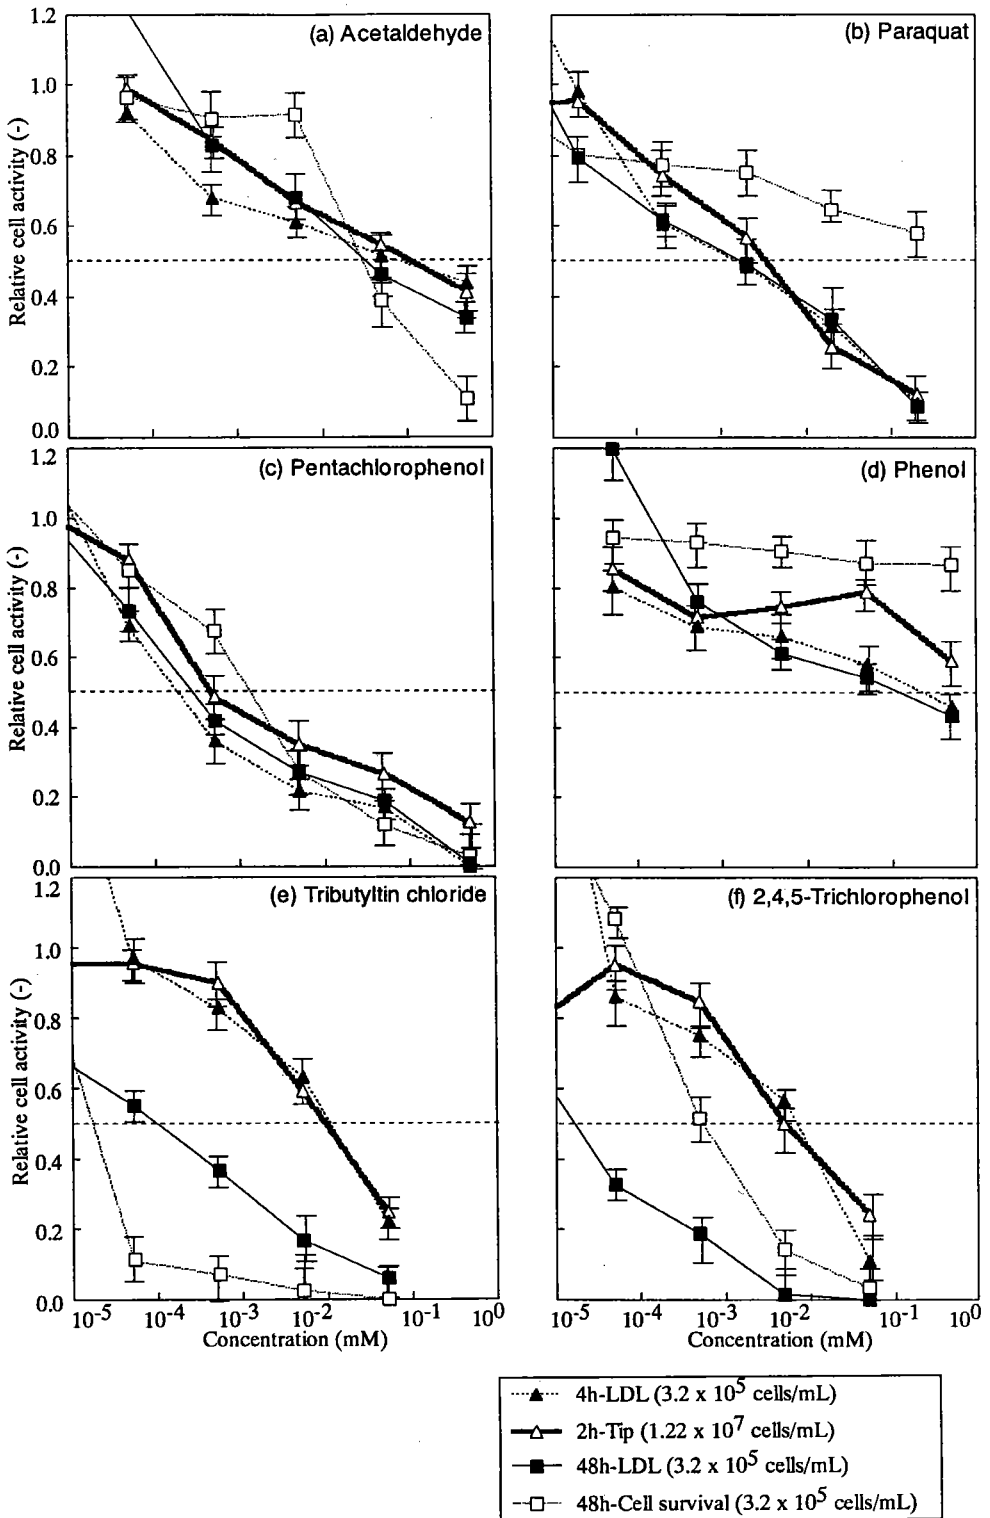 (a) Acetaldehyde
(b) Paraquat
1.2
1.0
0.8
0.6
0.4
0.2
0.0
Relative cell activity (-)
(c) Pentachlorophenol
(d) Phenol
1.2
1.0
0.8
0.6
0.4
0.2
0.0
Relative cell activity (-)
(e) Tributyltin chloride
(f) 2,4,5-Trichlorophenol
1.2
1.0
0.8
0.6
0.4
0.2
0.0
Relative cell activity (-)
10-5 10-4 10-3 10-2 10-1 100
Concentration (mM)
10-5 10-4 10-3 10-2 10-1 100
Concentration (mM)
4h-LDL (3.2 x 105 cells/mL)
2h-Tip (1.22 x 107 cells/mL)
48h-LDL (3.2 x 105 cells/mL)
48h-Cell survival (3.2 x 105 cells/mL)